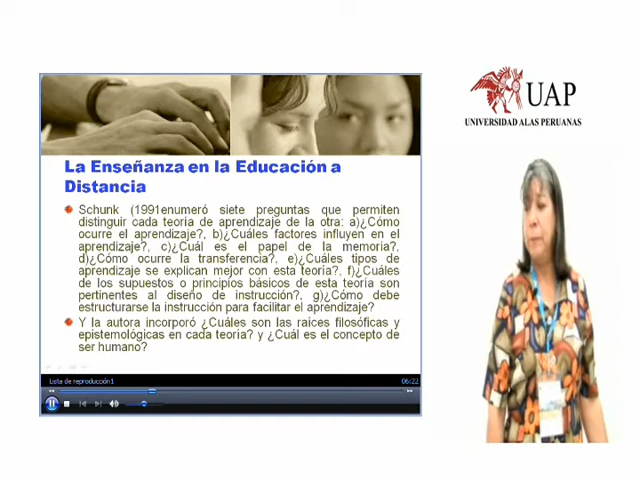 UAP
UNIVERSIDAD ALAS PERUANAS
La Enseñanza en la Educación a
Distancia
Schunk (1991enumeró siete preguntas que permiten
distinguir cada teoría de aprendizaje de la otra: a)¿Cómo
ocurre el aprendizaje?, b)¿Cuáles factores influyen en el
aprendizaje?, c)¿Cuál es el papel de la memoria?,
d)¿Cómo ocurre la transferencia?, e)¿Cuáles tipos de
aprendizaje se explican mejor con esta teoría?, f)¿Cuáles
de los supuestos o principios básicos de esta teoría son
pertinentes al diseño de instrucción?, g)¿Cómo debe
estructurarse la instrucción para facilitar el aprendizaje?
Y la autora incorporó ¿Cuáles son las raíces filosóficas y
epistemológicas en cada teoría? y ¿Cuál es el concepto de
ser humano?
Lista de reproducción1 06:22